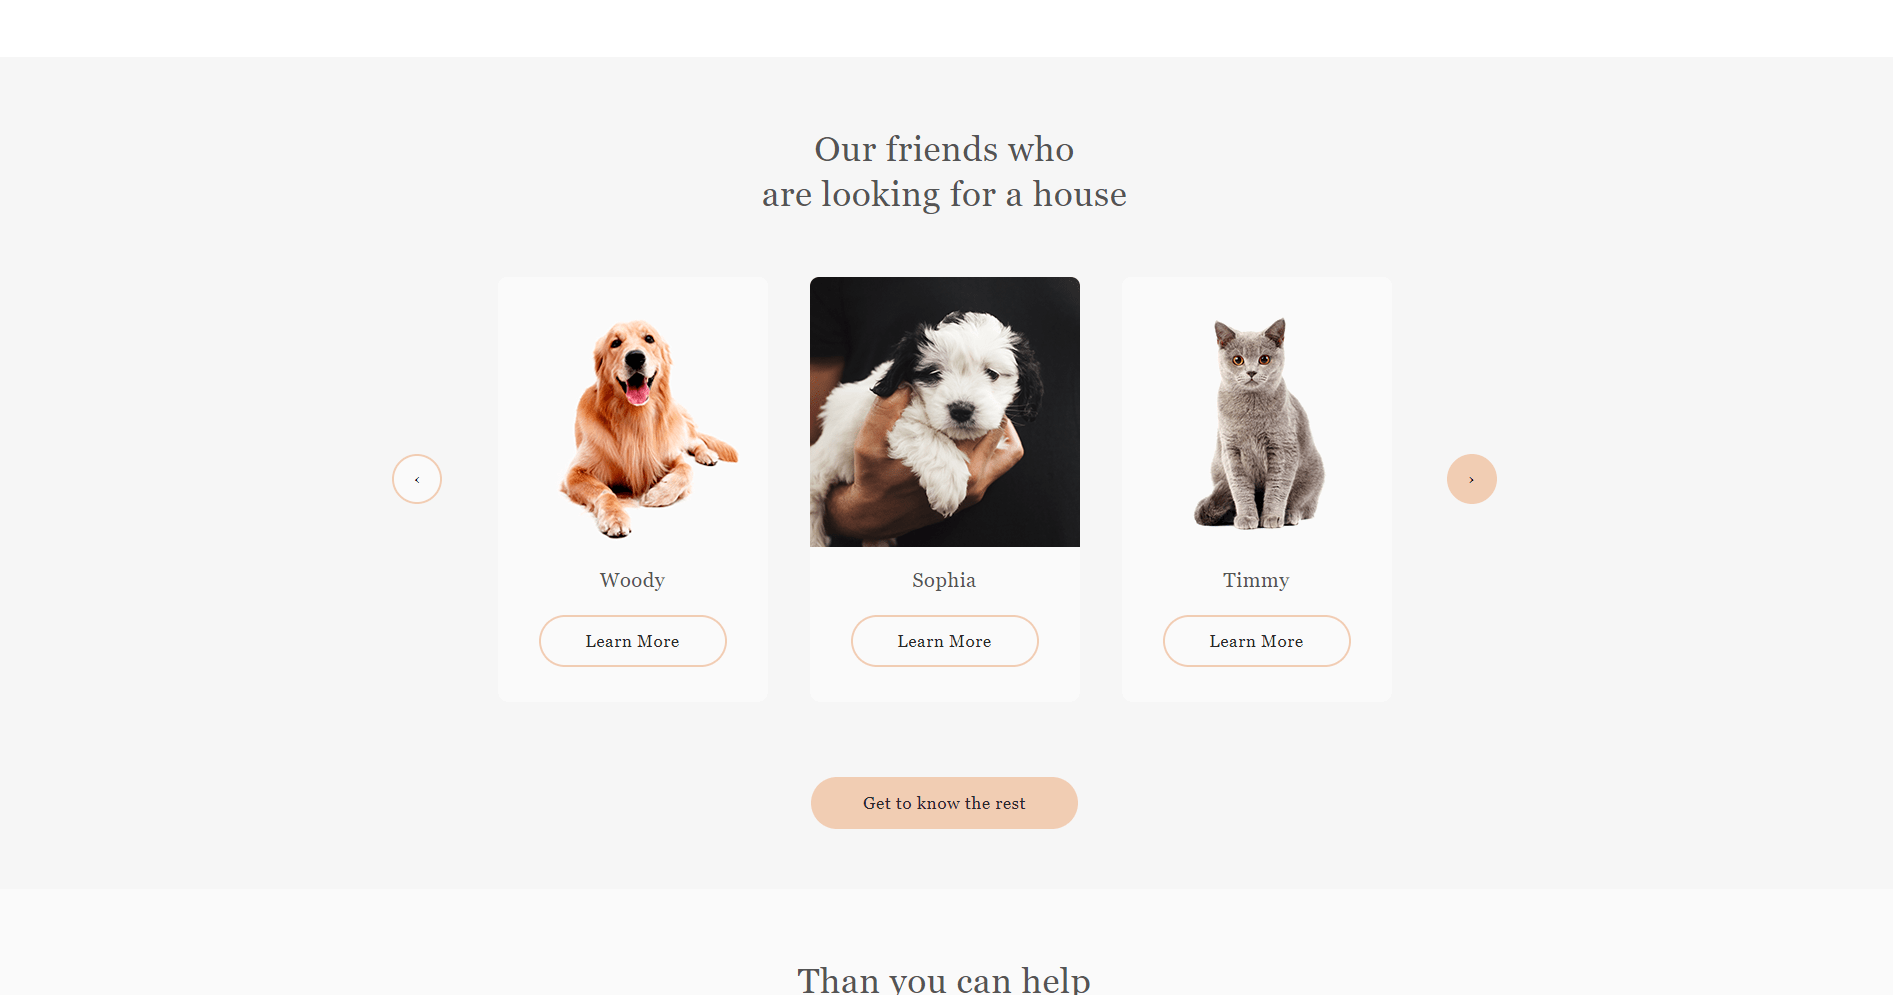 Our friends who
are looking for a house
‹
›
Woody
Sophia
Timmy
Learn More
Learn More
Learn More
Get to know the rest
Than you can help